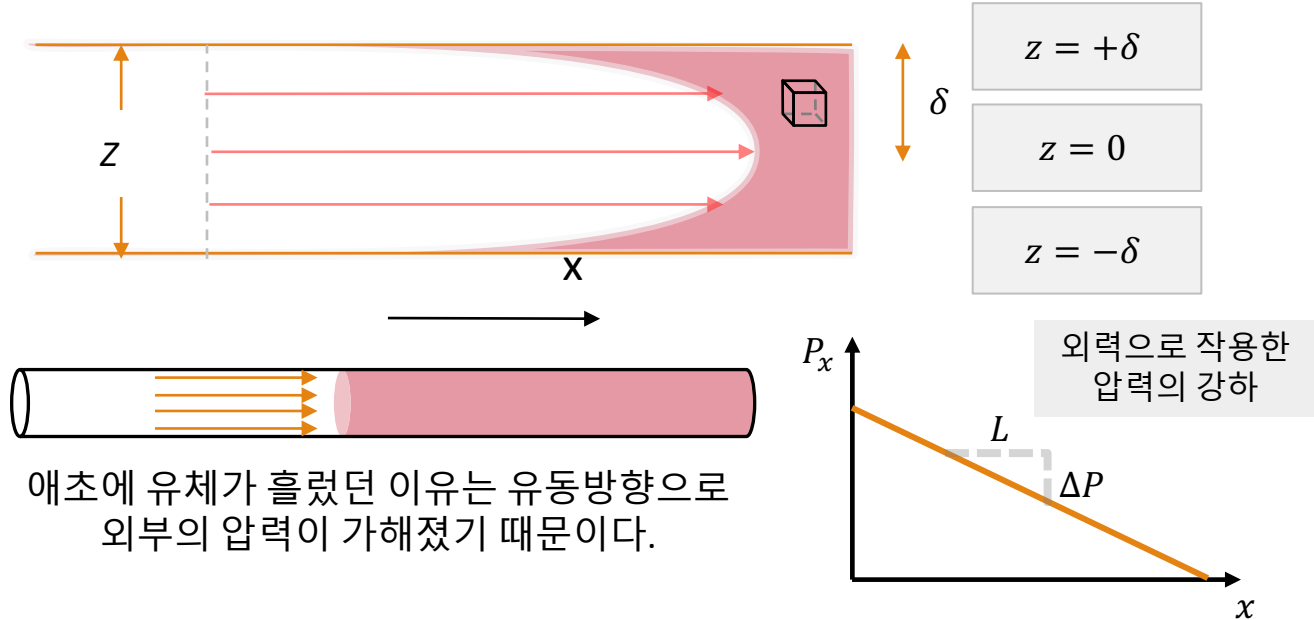 z = +δ
δ
z = 0
z
z = −δ
x
애초에 유체가 흘렀던 이유는 유동방향으로
외부의 압력이 가해졌기 때문이다.
외력으로 작용한
압력의 강하
Pₓ
L
ΔP
x